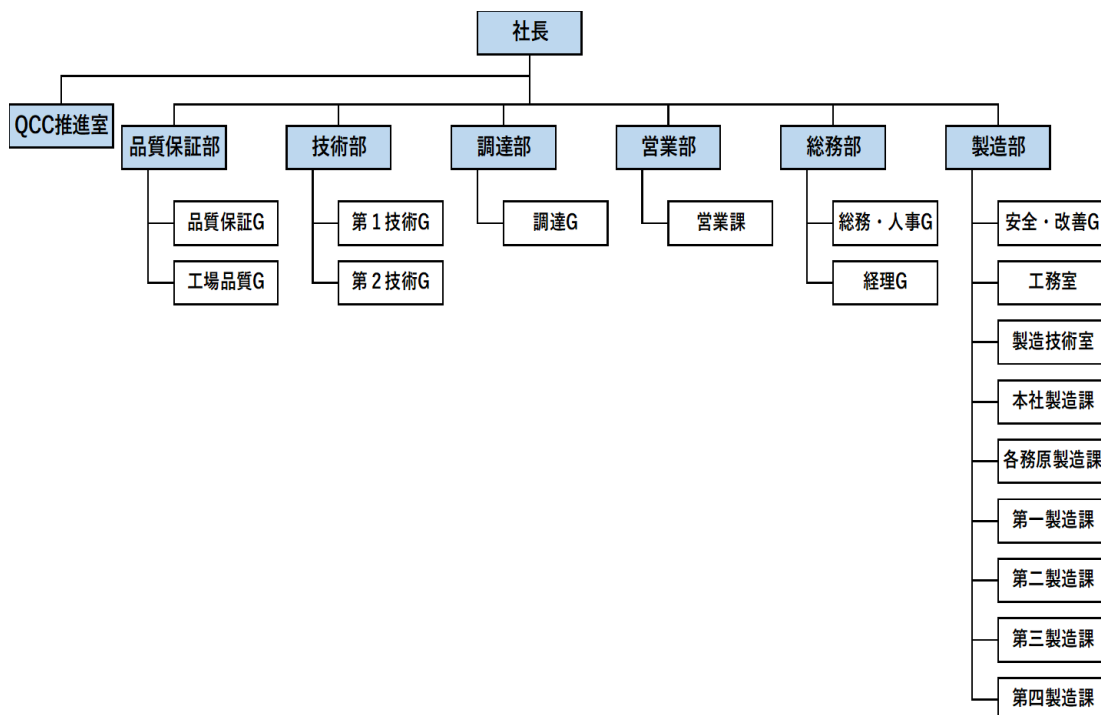 社長
QCC推進室
品質保証部
技術部
調達部
営業部
総務部
製造部
品質保証G
第1技術G
調達G
営業課
総務・人事G
安全・改善G
工場品質G
第2技術G
経理G
工務室
製造技術室
本社製造課
各務原製造課
第一製造課
第二製造課
第三製造課
第四製造課